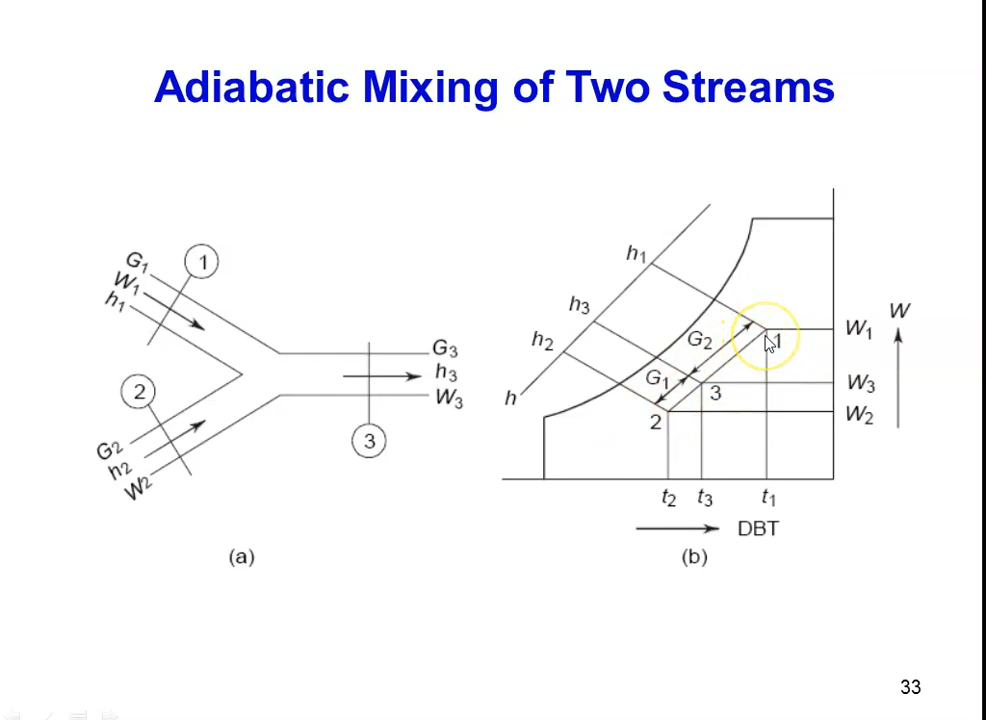 Adiabatic Mixing of Two Streams
G1
W1
h1
1
2
G2
h2
W2
G3
h3
W3
3
(a)
h1
h3
h2
h
G2
G1
1
3
2
W
W1
W3
W2
t2 t3 t1
DBT
(b)
33